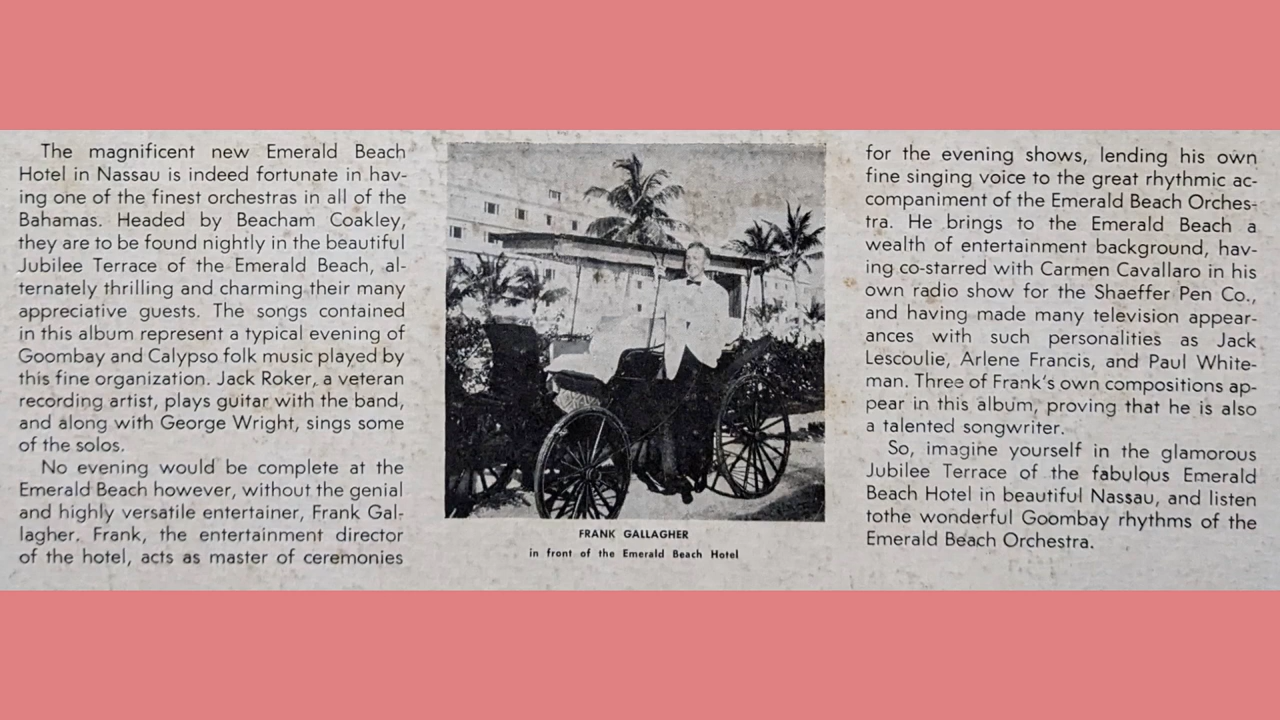 The magnificent new Emerald Beach
Hotel in Nassau is indeed fortunate in hav-
ing one of the finest orchestras in all of the
Bahamas. Headed by Beacham Coakley,
they are to be found nightly in the beautiful
Jubilee Terrace of the Emerald Beach, al-
ternately thrilling and charming their many
appreciative guests. The songs contained
in this album represent a typical evening of
Goombay and Calypso folk music played by
this fine organization. Jack Roker, a veteran
recording artist, plays guitar with the band,
and along with George Wright, sings some
of the solos.
No evening would be complete at the
Emerald Beach however, without the genial
and highly versatile entertainer, Frank Gal-
lagher. Frank, the entertainment director
of the hotel, acts as master of ceremonies
FRANK GALLAGHER
in front of the Emerald Beach Hotel
for the evening shows, lending his own
fine singing voice to the great rhythmic ac-
companiment of the Emerald Beach Orches-
tra. He brings to the Emerald Beach a
wealth of entertainment background, hav-
ing co-starred with Carmen Cavallaro in his
own radio show for the Shaeffer Pen Co.,
and having made many television appear-
ances with such personalities as Jack
Lescoulie, Arlene Francis, and Paul White-
man. Three of Frank's own compositions ap-
pear in this album, proving that he is also
a talented songwriter.
So, imagine yourself in the glamorous
Jubilee Terrace of the fabulous Emerald
Beach Hotel in beautiful Nassau, and listen
tothe wonderful Goombay rhythms of the
Emerald Beach Orchestra.